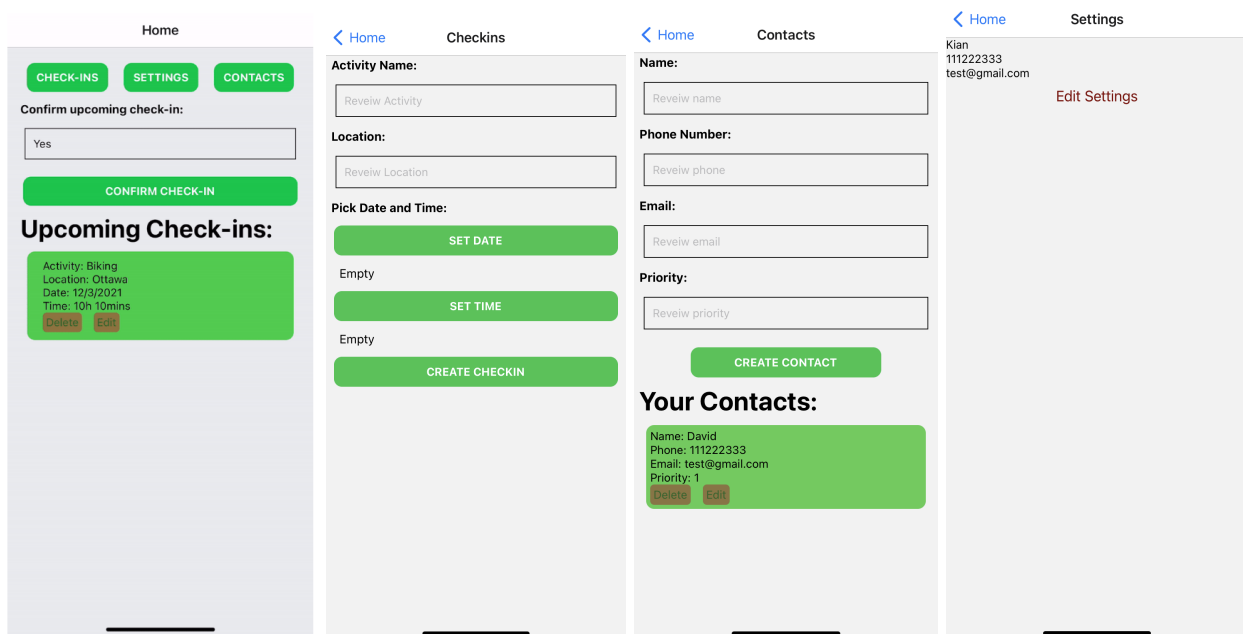 Home
CHECK-INS
SETTINGS
CONTACTS
Confirm upcoming check-in:
Yes
CONFIRM CHECK-IN
Upcoming Check-ins:
Activity: Biking
Location: Ottawa
Date: 12/3/2021
Time: 10h 10mins
Delete Edit
Home
Checkins
Activity Name:
Reveiw Activity
Location:
Reveiw Location
Pick Date and Time:
SET DATE
Empty
SET TIME
Empty
CREATE CHECKIN
Home
Contacts
Name:
Reveiw name
Phone Number:
Reveiw phone
Email:
Reveiw email
Priority:
Reveiw priority
CREATE CONTACT
Your Contacts:
Name: David
Phone: 111222333
Email: test@gmail.com
Priority: 1
Delete Edit
Home
Settings
Kian
111222333
test@gmail.com
Edit Settings